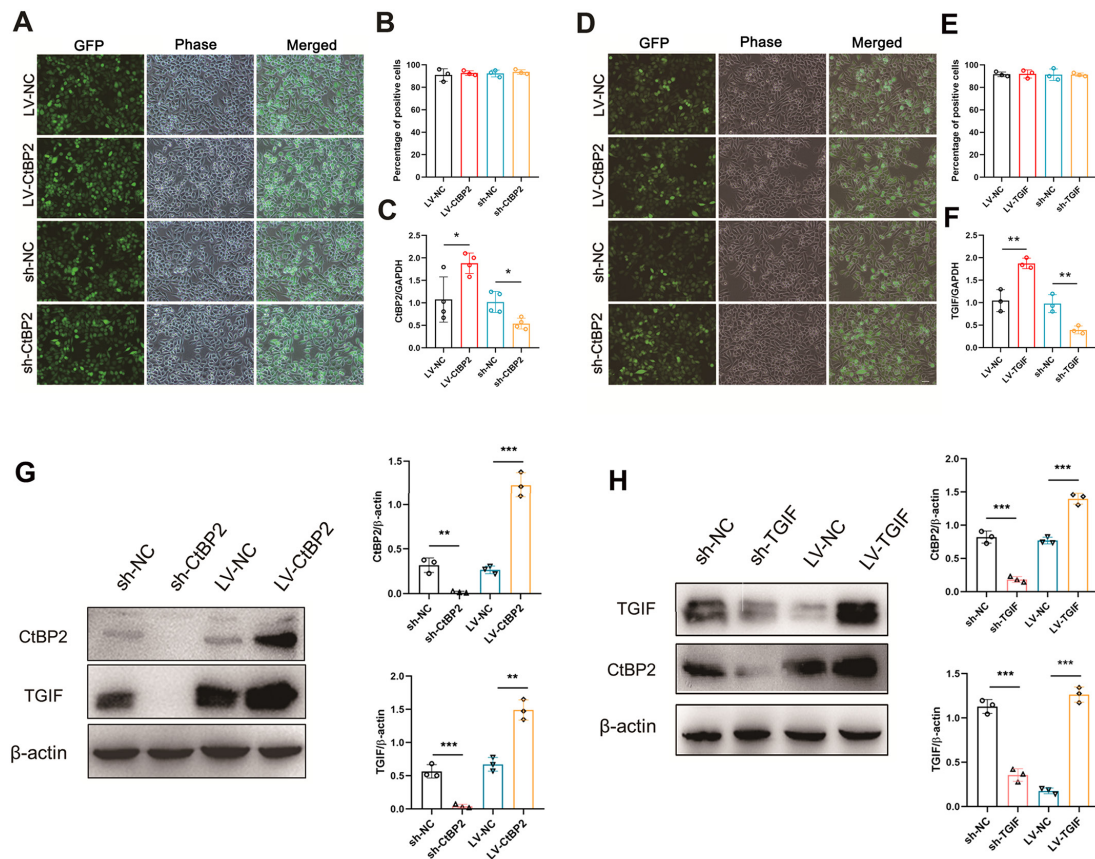 A
GFP
Phase
Merged
LV-NC
LV-CtBP2
sh-NC
sh-CtBP2
B
Percentage of positive cells
100
80
60
40
20
0
LV-NC
LV-CtBP2
sh-NC
sh-CtBP2
C
CtBP2/GAPDH
2.5
2.0
1.5
1.0
0.5
0.0
*
*
LV-NC
LV-CtBP2
sh-NC
sh-CtBP2
D
GFP
Phase
Merged
LV-NC
LV-CtBP2
sh-NC
sh-CtBP2
E
Percentage of positive cells
100
80
60
40
20
0
LV-NC
LV-TGIF
sh-NC
sh-TGIF
F
TGIF/GAPDH
2.5
2.0
1.5
1.0
0.5
0.0
**
**
LV-NC
LV-TGIF
sh-NC
sh-TGIF
G
sh-NC
sh-CtBP2
LV-NC
LV-CtBP2
CtBP2
TGIF
β-actin
CtBP2/β-actin
1.5
1.0
0.5
0.0
**
***
sh-NC
sh-CtBP2
LV-NC
LV-CtBP2
TGIF/β-actin
2.0
1.5
1.0
0.5
0.0
***
**
sh-NC
sh-CtBP2
LV-NC
LV-CtBP2
H
sh-NC
sh-TGIF
LV-NC
LV-TGIF
TGIF
CtBP2
β-actin
CtBP2/β-actin
2.0
1.5
1.0
0.5
0.0
***
***
sh-NC
sh-TGIF
LV-NC
LV-TGIF
TGIF/β-actin
1.5
1.0
0.5
0.0
***
***
sh-NC
sh-TGIF
LV-NC
LV-TGIF